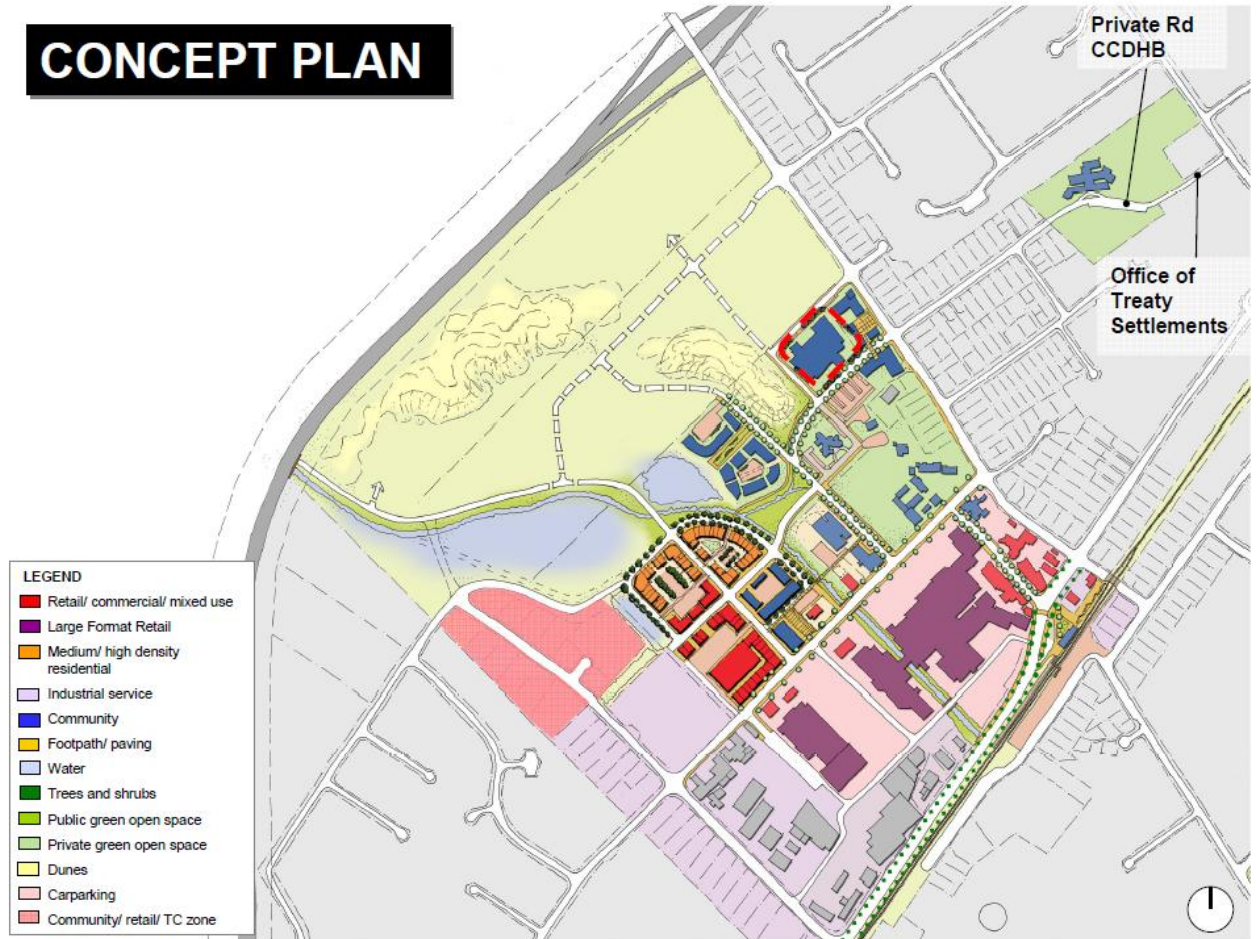 CONCEPT PLAN
Private Rd
CCDHB
Office of
Treaty
Settlements
LEGEND
Retail/ commercial/ mixed use
Large Format Retail
Medium/ high density
residential
Industrial service
Community
Footpath/ paving
Water
Trees and shrubs
Public green open space
Private green open space
Dunes
Carparking
Community/ retail/ TC zone